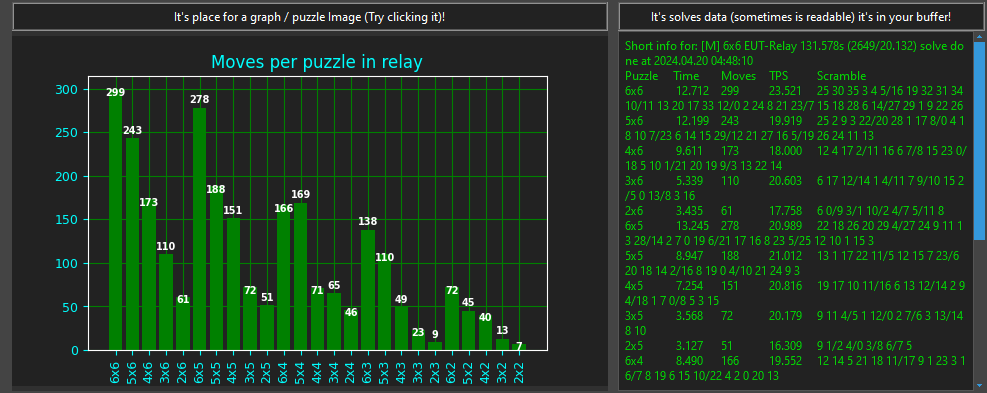 It's place for a graph / puzzle Image (Try clicking it)!
It's solves data (sometimes is readable) it's in your buffer!
Moves per puzzle in relay
300
250
200
150
100
50
0
299
243
173
110
61
278
188
151
72
51
166
169
71
65
46
138
110
49
23
9
72
45
40
13
7
6x6
5x6
4x6
3x6
2x6
6x5
5x5
4x5
3x5
2x5
6x4
5x4
4x4
3x4
2x4
6x3
5x3
4x3
3x3
2x3
6x2
5x2
4x2
3x2
2x2
Short info for: [M] 6x6 EUT-Relay 131.578s (2649/20.132) solve do
ne at 2024.04.20 04:48:10
Puzzle Time Moves TPS Scramble
6x6 12.712 299 23.521 25 30 35 3 4 5/16 19 32 31 34
10/11 13 20 17 33 12/0 2 24 8 21 23/7 15 18 28 6 14/27 29 1 9 22 26
5x6 12.199 243 19.919 25 2 9 3 22/20 28 1 17 8/0 4 1
8 10 7/23 6 14 15 29/12 21 27 16 5/19 26 24 11 13
4x6 9.611 173 18.000 12 4 17 2/11 16 6 7/8 15 23 0/
18 5 10 1/21 20 19 9/3 13 22 14
3x6 5.339 110 20.603 6 17 12/14 1 4/11 7 9/10 15 2
/5 0 13/8 3 16
2x6 3.435 61 17.758 6 0/9 3/1 10/2 4/7 5/11 8
6x5 13.245 278 20.989 22 18 26 20 29 4/27 24 9 11 1
3 28/14 2 7 0 19 6/21 17 16 8 23 5/25 12 10 1 15 3
5x5 8.947 188 21.012 13 1 17 22 11/5 12 15 7 23/6
20 18 14 2/16 8 19 0 4/10 21 24 9 3
4x5 7.254 151 20.816 19 17 10 11/16 6 13 12/14 2 9
4/18 1 7 0/8 5 3 15
3x5 3.568 72 20.179 9 11 4/5 1 12/0 2 7/6 3 13/14
8 10
2x5 3.127 51 16.309 9 1/2 4/0 3/8 6/7 5
6x4 8.490 166 19.552 12 14 5 21 18 11/17 9 1 23 3 1
6/7 8 19 6 15 10/22 4 2 0 20 13